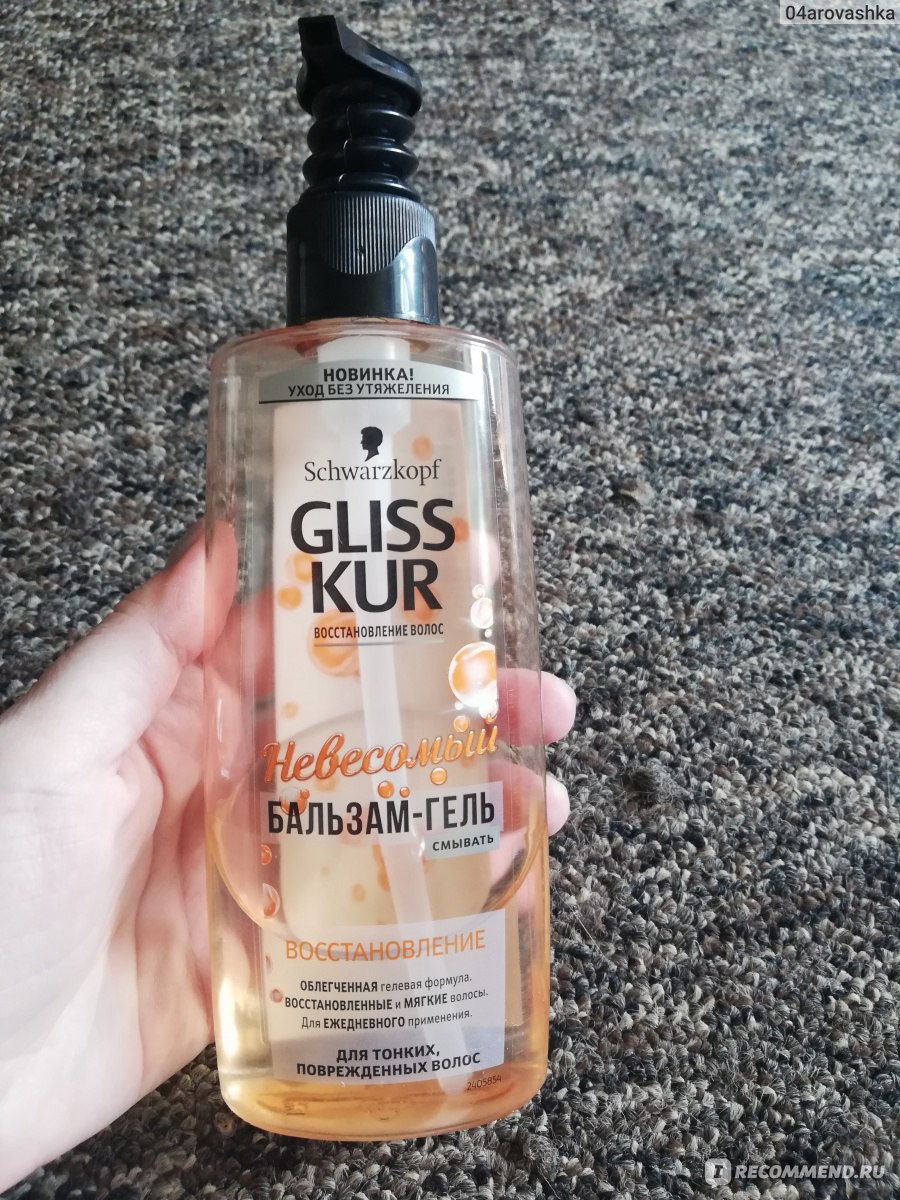 04arovashka
НОВИНКА!
УХОД БЕЗ УТЯЖЕЛЕНИЯ
Schwarzkopf
GLISS
KUR
ВОССТАНОВЛЕНИЕ ВОЛОС
Невесомый
БАЛЬЗАМ-ГЕЛЬ
СМЫВАТЬ
ВОССТАНОВЛЕНИЕ
ОБЛЕГЧЕННАЯ гелевая формула.
ВОССТАНОВЛЕННЫЕ и МЯГКИЕ волосы.
Для ЕЖЕДНЕВНОГО применения.
ДЛЯ ТОНКИХ,
ПОВРЕЖДЕННЫХ ВОЛОС
2405854
IRECOMMEND.RU